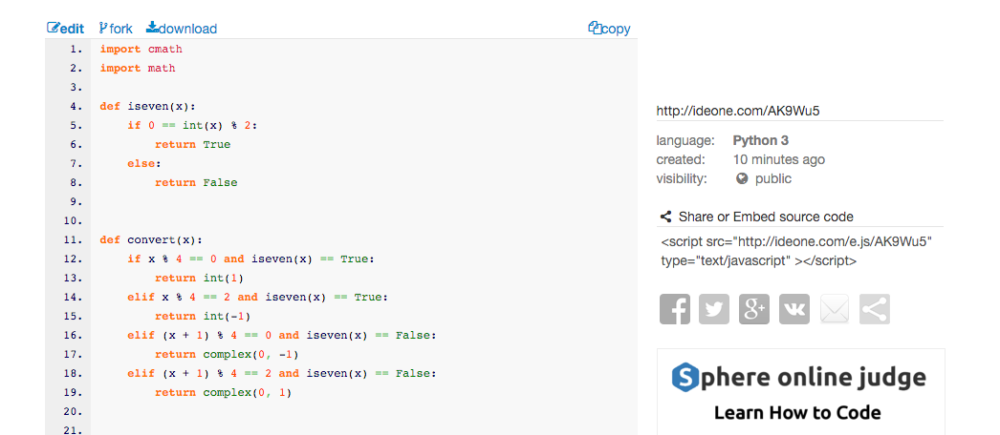 edit fork download copy
1. import cmath
2. import math
3.
4. def iseven(x):
5.     if 0 == int(x) % 2:
6.         return True
7.     else:
8.         return False
9.
10.
11. def convert(x):
12.     if x % 4 == 0 and iseven(x) == True:
13.         return int(1)
14.     elif x % 4 == 2 and iseven(x) == True:
15.         return int(-1)
16.     elif (x + 1) % 4 == 0 and iseven(x) == False:
17.         return complex(0, -1)
18.     elif (x + 1) % 4 == 2 and iseven(x) == False:
19.         return complex(0, 1)
20.
21.
http://ideone.com/AK9Wu5
language: Python 3
created: 10 minutes ago
visibility: public
Share or Embed source code
<script src="http://ideone.com/e.js/AK9Wu5"
type="text/javascript" ></script>
Sphere online judge
Learn How to Code